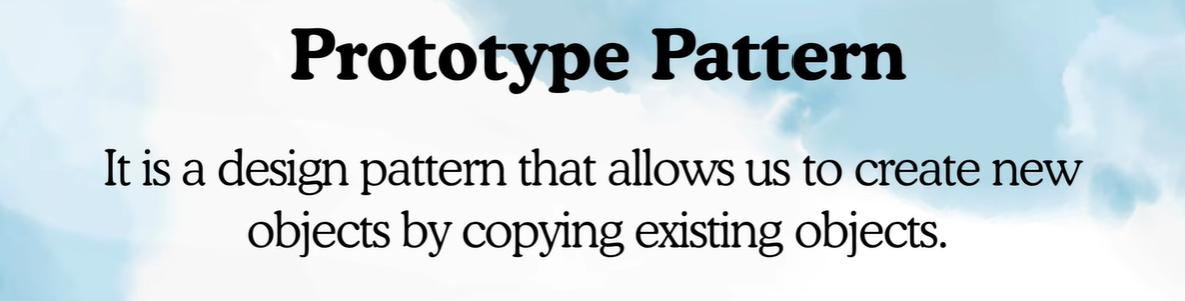 Prototype Pattern
It is a design pattern that allows us to create new
objects by copying existing objects.